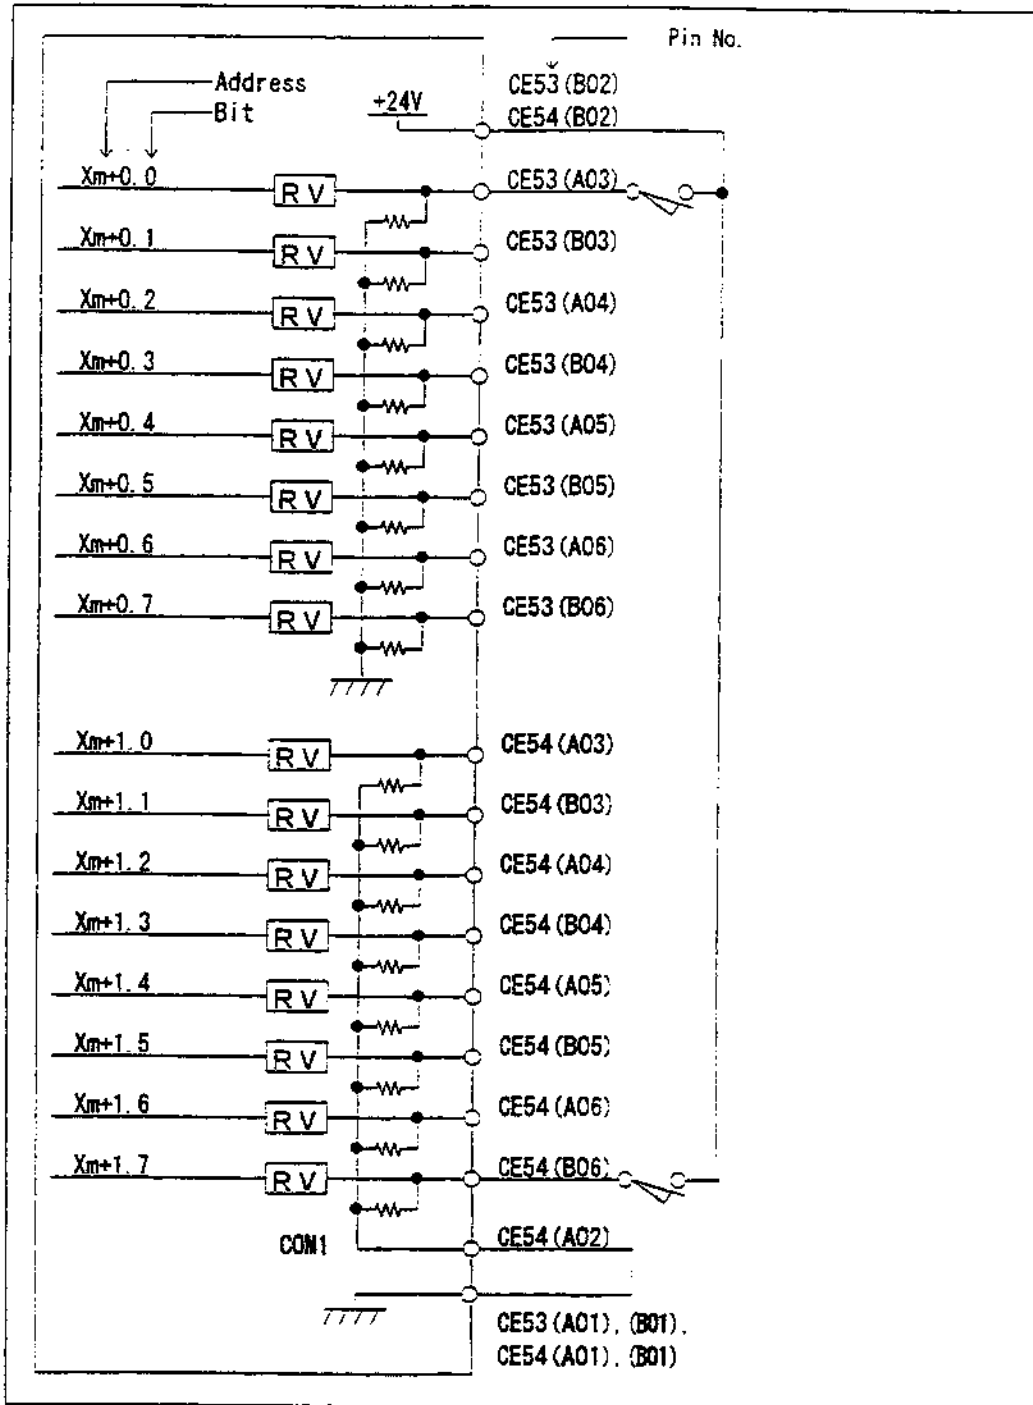 Pin No.
Address
Bit
+24V
CE53(B02)
CE54(B02)
Xm+0.0 RV CE53(A03)
Xm+0.1 RV CE53(B03)
Xm+0.2 RV CE53(A04)
Xm+0.3 RV CE53(B04)
Xm+0.4 RV CE53(A05)
Xm+0.5 RV CE53(B05)
Xm+0.6 RV CE53(A06)
Xm+0.7 RV CE53(B06)
Xm+1.0 RV CE54(A03)
Xm+1.1 RV CE54(B03)
Xm+1.2 RV CE54(A04)
Xm+1.3 RV CE54(B04)
Xm+1.4 RV CE54(A05)
Xm+1.5 RV CE54(B05)
Xm+1.6 RV CE54(A06)
Xm+1.7 RV CE54(B06)
COM1 CE54(A02)
CE53(A01), (B01),
CE54(A01), (B01)